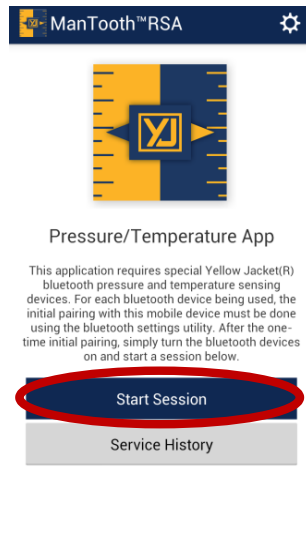 ManTooth™RSA
YJ
Pressure/Temperature App
This application requires special Yellow Jacket(R)
bluetooth pressure and temperature sensing
devices. For each bluetooth device being used, the
initial pairing with this mobile device must be done
using the bluetooth settings utility. After the one-
time initial pairing, simply turn the bluetooth devices
on and start a session below.
Start Session
Service History